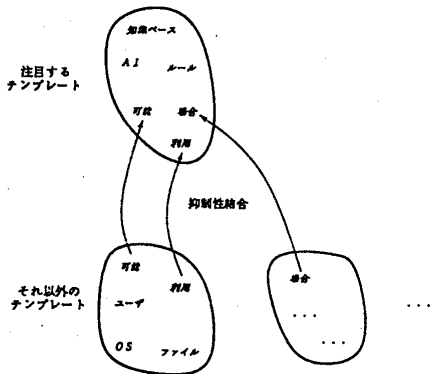 知識ベース
AI
ルール
注目する
テンプレート
可能
場合
利用
抑制性結合
可能
利用
それ以外の
テンプレート
ユーザ
OS
ファイル
場合
...
...
...